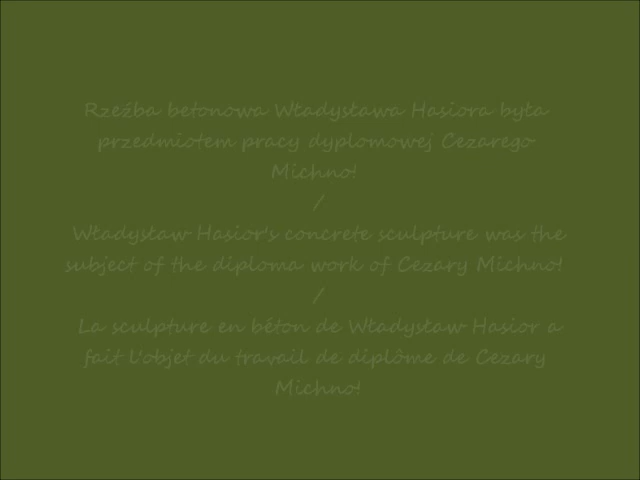 Rzeźba betonowa Władysława Hasiora była
przedmiotem pracy dyplomowej Cezarego
Michno!
/
Władysław Hasior's concrete sculpture was the
subject of the diploma work of Cezary Michno!
/
La sculpture en béton de Władysław Hasior a
fait L'objet du travail de diplôme de Cezary
Michno!